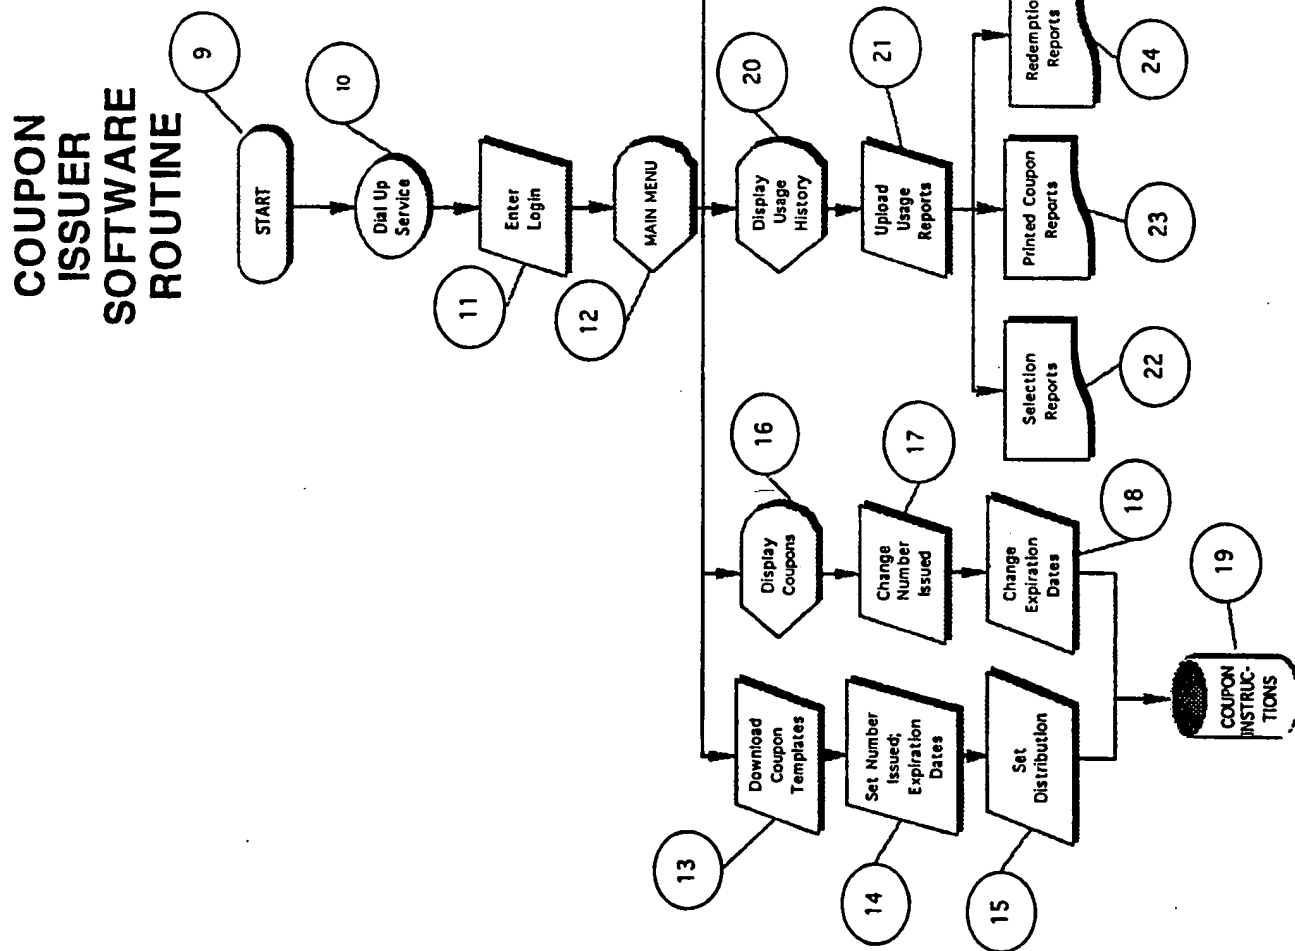 COUPON
ISSUER
SOFTWARE
ROUTINE
9
START
10
Dial Up
Service
11
Enter
Login
12
MAIN MENU
13
Download
Coupon
Templates
14
Set Number
Issued;
Expiration
Dates
15
Set
Distribution
16
Display
Coupons
17
Change
Number
Issued
18
Change
Expiration
Dates
19
COUPON
INSTRUC-
TIONS
20
Display
Usage
History
21
Upload
Usage
Reports
22
Selection
Reports
23
Printed Coupon
Reports
24
Redemptio
Reports